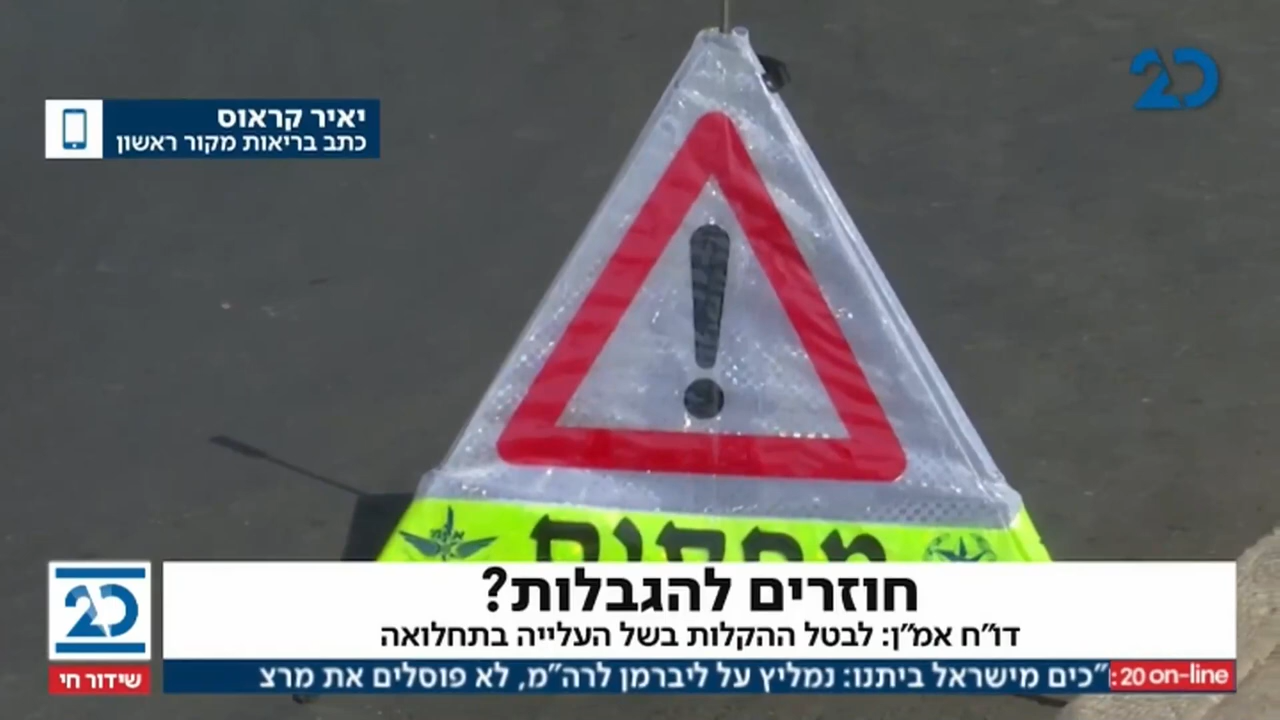 20
יאיר קראוס
כתב בריאות מקור ראשון
מחסום
חוזרים להגבלות?
דו"ח אמ"ן: לבטל ההקלות בשל העלייה בתחלואה
20
שידור חי
20 on-line: "כים מישראל ביתנו: נמליץ על ליברמן לרה"מ, לא פוסלים את מרצ